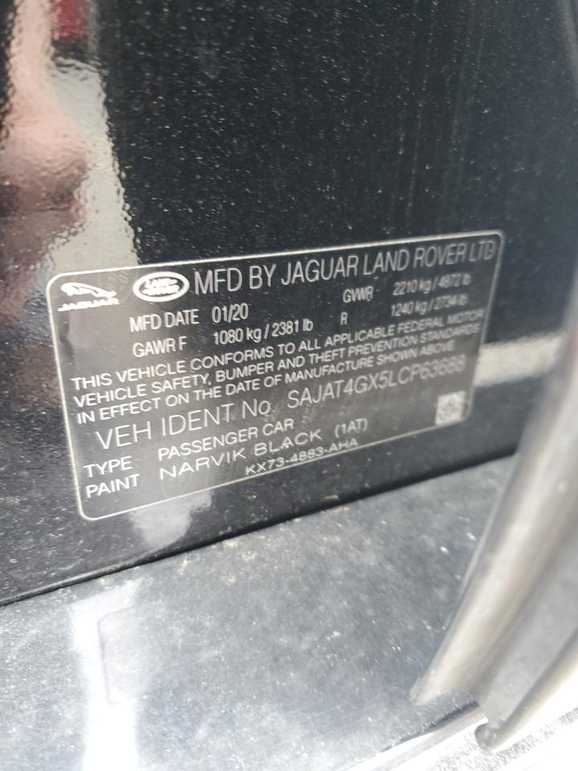 JAGUAR LAND ROVER MFD BY JAGUAR LAND ROVER LTD
MFD DATE 01/20 GVWR 2210 kg / 4872 lb
GAWR F 1080 kg / 2381 lb R 1240 kg / 2734 lb
THIS VEHICLE CONFORMS TO ALL APPLICABLE FEDERAL MOTOR
VEHICLE SAFETY, BUMPER AND THEFT PREVENTION STANDARDS
IN EFFECT ON THE DATE OF MANUFACTURE SHOWN ABOVE.
VEH IDENT No SAJAT4GX5LCP63688
TYPE PASSENGER CAR
PAINT NARVIK BLACK (1AT)
KX73-4883-AHA